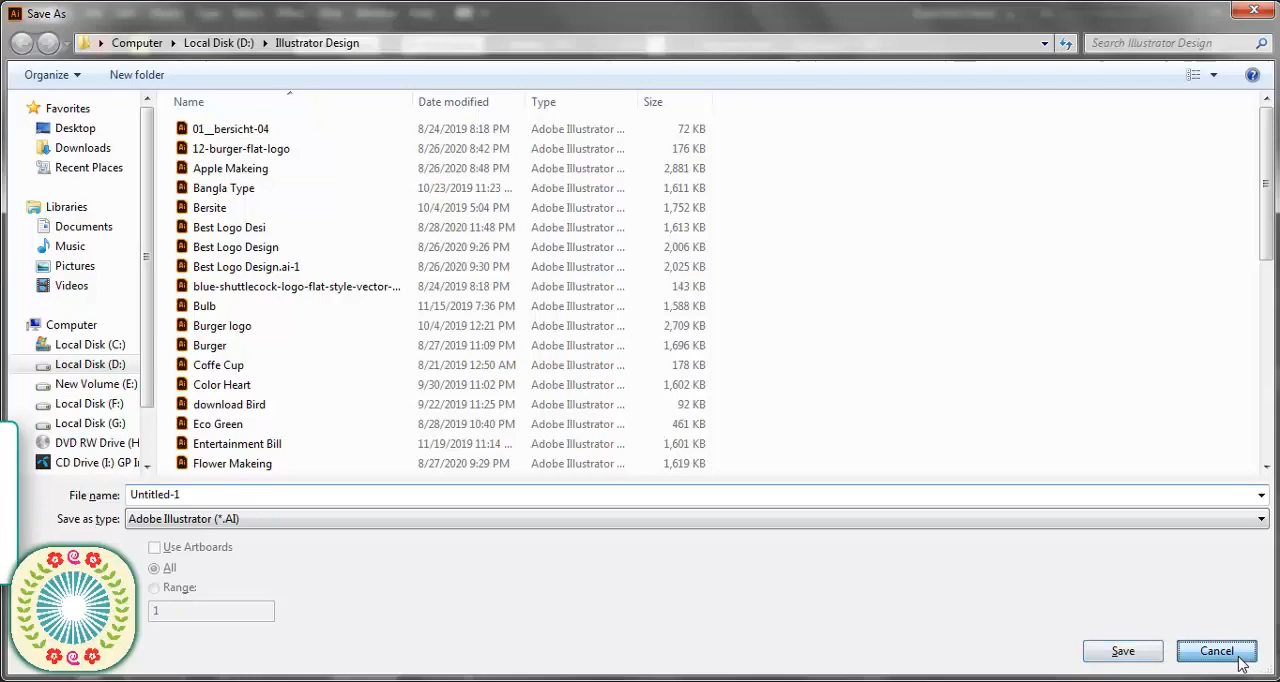 Save As
Computer Local Disk (D:) Illustrator Design Search Illustrator Design
Organize New folder
Name Date modified Type Size
Favorites
Desktop
Downloads
Recent Places
Libraries
Documents
Music
Pictures
Videos
Computer
Local Disk (C:)
Local Disk (D:)
New Volume (E:)
Local Disk (F:)
Local Disk (G:)
DVD RW Drive (H
CD Drive (I:) GP I
01__bersicht-04 8/24/2019 8:18 PM Adobe Illustrator ... 72 KB
12-burger-flat-logo 8/26/2020 8:42 PM Adobe Illustrator ... 176 KB
Apple Makeing 8/26/2020 8:48 PM Adobe Illustrator ... 2,881 KB
Bangla Type 10/23/2019 11:23 ... Adobe Illustrator ... 1,611 KB
Bersite 10/4/2019 5:04 PM Adobe Illustrator ... 1,752 KB
Best Logo Desi 8/28/2020 11:48 PM Adobe Illustrator ... 1,613 KB
Best Logo Design 8/26/2020 9:26 PM Adobe Illustrator ... 2,006 KB
Best Logo Design.ai-1 8/26/2020 9:30 PM Adobe Illustrator ... 2,025 KB
blue-shuttlecock-logo-flat-style-vector-... 8/24/2019 8:18 PM Adobe Illustrator ... 143 KB
Bulb 11/15/2019 7:36 PM Adobe Illustrator ... 1,588 KB
Burger logo 10/4/2019 12:21 PM Adobe Illustrator ... 2,709 KB
Burger 8/27/2019 11:09 PM Adobe Illustrator ... 1,696 KB
Coffe Cup 8/21/2019 12:50 AM Adobe Illustrator ... 178 KB
Color Heart 9/30/2019 11:02 PM Adobe Illustrator ... 1,602 KB
download Bird 9/22/2019 11:25 PM Adobe Illustrator ... 92 KB
Eco Green 8/28/2019 10:40 PM Adobe Illustrator ... 461 KB
Entertainment Bill 11/19/2019 11:14 ... Adobe Illustrator ... 1,601 KB
Flower Makeing 8/27/2020 9:29 PM Adobe Illustrator ... 1,619 KB
File name: Untitled-1
Save as type: Adobe Illustrator (*.AI)
Use Artboards
All
Range:
1
Save Cancel